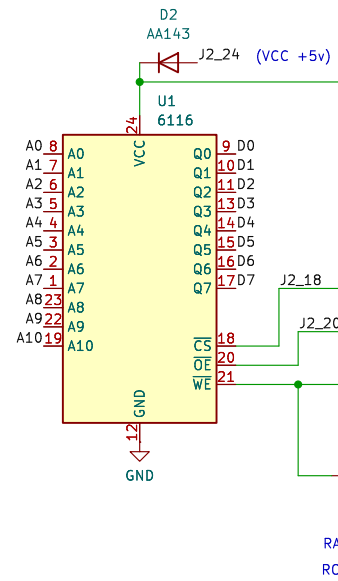 D2
AA143
J2_24 (VCC +5v)
U1
6116
24
VCC
A0 8 A0 Q0 9 D0
A1 7 A1 Q1 10 D1
A2 6 A2 Q2 11 D2
A3 5 A3 Q3 13 D3
A4 4 A4 Q4 14 D4
A5 3 A5 Q5 15 D5
A6 2 A6 Q6 16 D6
A7 1 A7 Q7 17 D7
J2_18
A8 23 A8
A9 22 A9
J2_20
A10 19 A10 CS 18
OE 20
WE 21
GND
12
GND
RA
RO